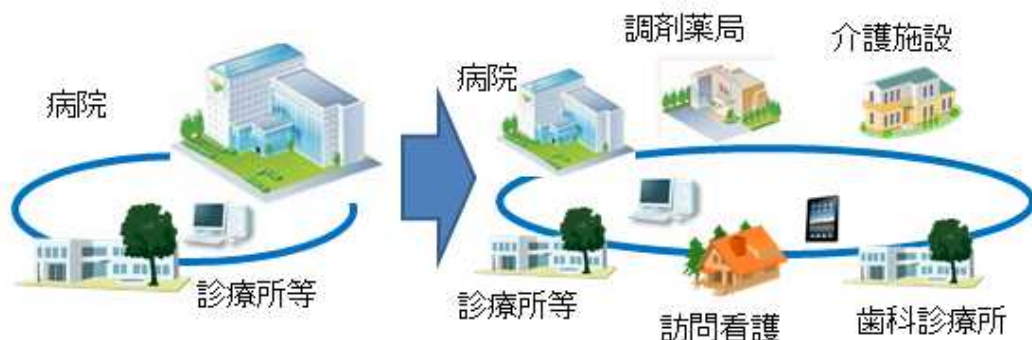 病院
診療所等
調剤薬局
介護施設
病院
診療所等
訪問看護
歯科診療所